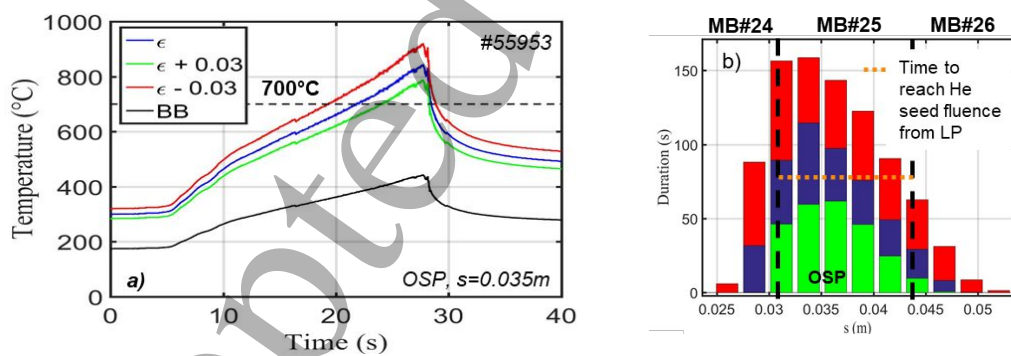 MB#24 MB#25 MB#26
1000
800
600
400
200
0
Temperature (°C)
ϵ
ϵ + 0.03
ϵ - 0.03
BB
#55953
700°C
a)
OSP, s=0.035m
0 10 20 30 40
Time (s)
b)
150
100
50
0
Duration (s)
Time to
reach He
seed fluence
from LP
OSP
0.025 0.03 0.035 0.04 0.045 0.05
s (m)
pted